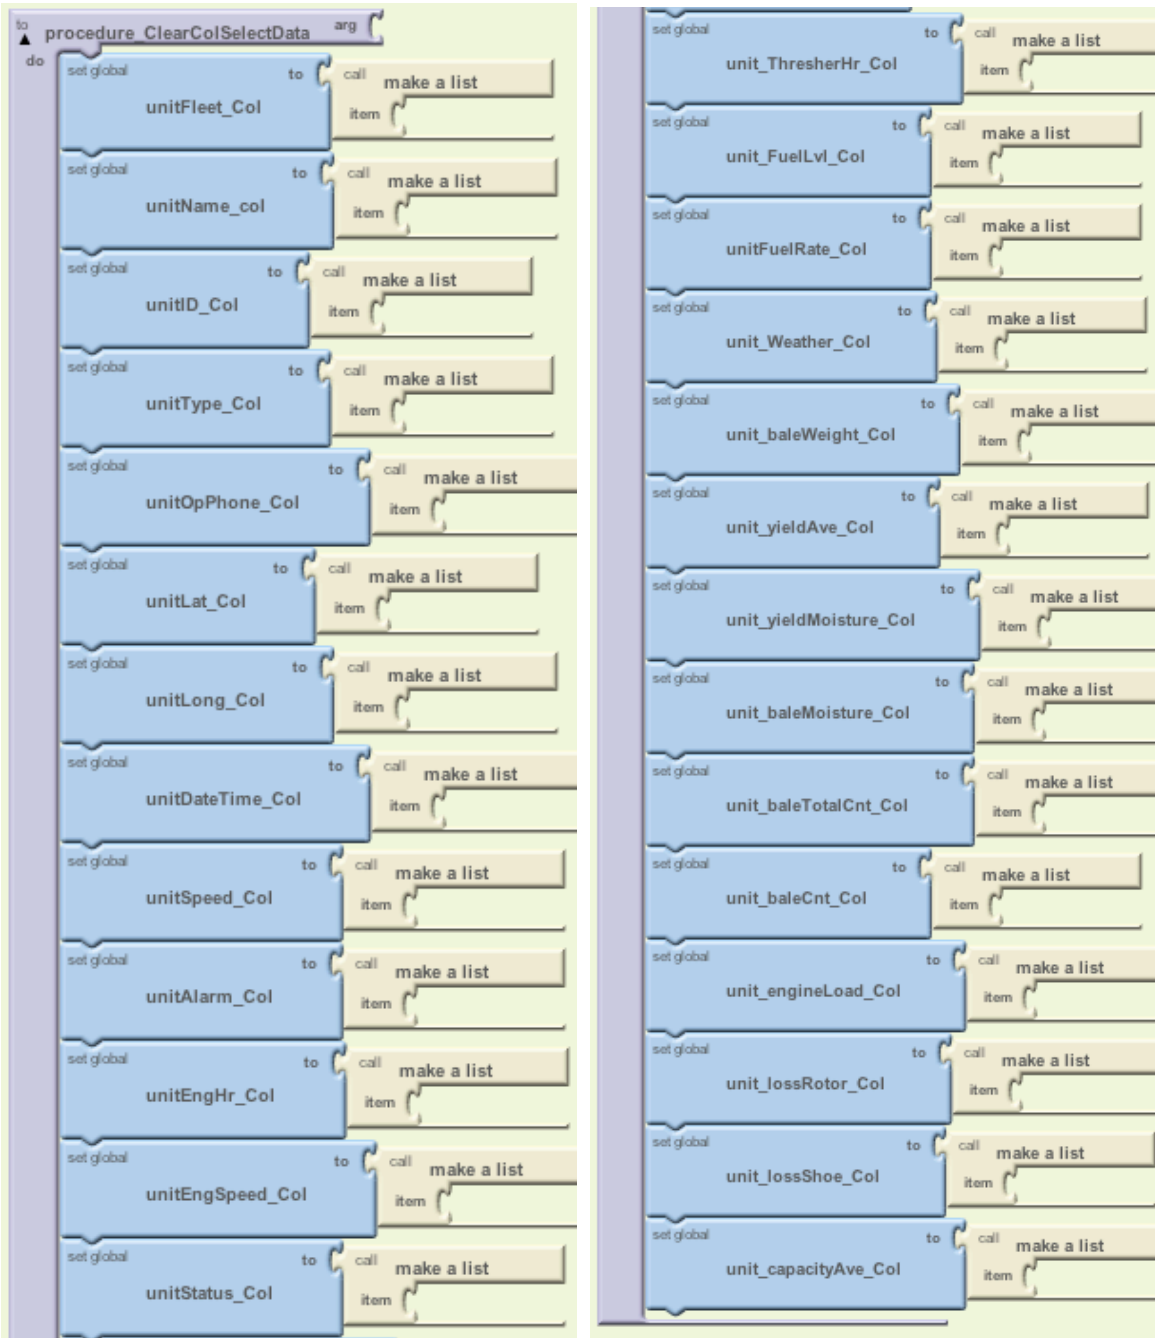 to procedure_ClearColSelectData arg
do
set global unitFleet_Col to call make a list
item
set global unitName_col to call make a list
item
set global unitID_Col to call make a list
item
set global unitType_Col to call make a list
item
set global unitOpPhone_Col to call make a list
item
set global unitLat_Col to call make a list
item
set global unitLong_Col to call make a list
item
set global unitDateTime_Col to call make a list
item
set global unitSpeed_Col to call make a list
item
set global unitAlarm_Col to call make a list
item
set global unitEngHr_Col to call make a list
item
set global unitEngSpeed_Col to call make a list
item
set global unitStatus_Col to call make a list
item
set global unit_ThresherHr_Col to call make a list
item
set global unit_FuelLvl_Col to call make a list
item
set global unitFuelRate_Col to call make a list
item
set global unit_Weather_Col to call make a list
item
set global unit_baleWeight_Col to call make a list
item
set global unit_yieldAve_Col to call make a list
item
set global unit_yieldMoisture_Col to call make a list
item
set global unit_baleMoisture_Col to call make a list
item
set global unit_baleTotalCnt_Col to call make a list
item
set global unit_baleCnt_Col to call make a list
item
set global unit_engineLoad_Col to call make a list
item
set global unit_lossRotor_Col to call make a list
item
set global unit_lossShoe_Col to call make a list
item
set global unit_capacityAve_Col to call make a list
item